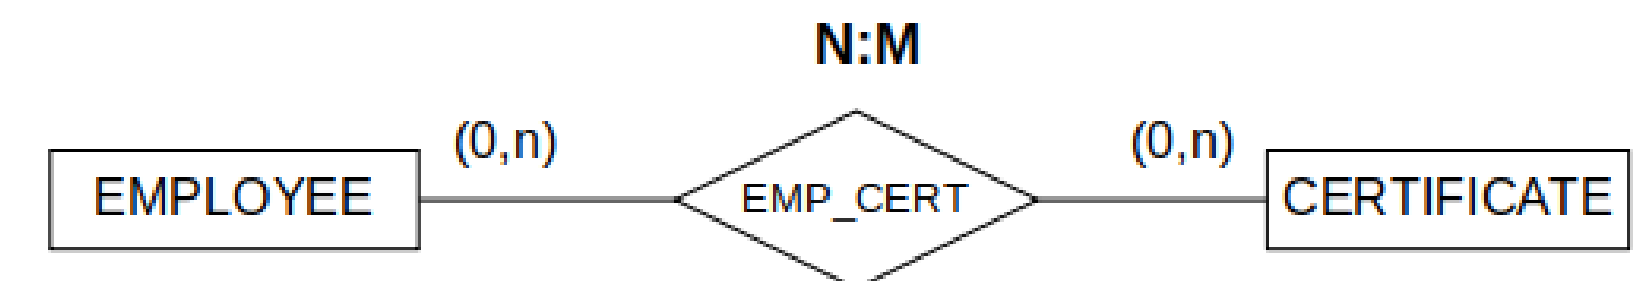 N:M
(0,n)
(0,n)
EMPLOYEE
EMP_CERT
CERTIFICATE